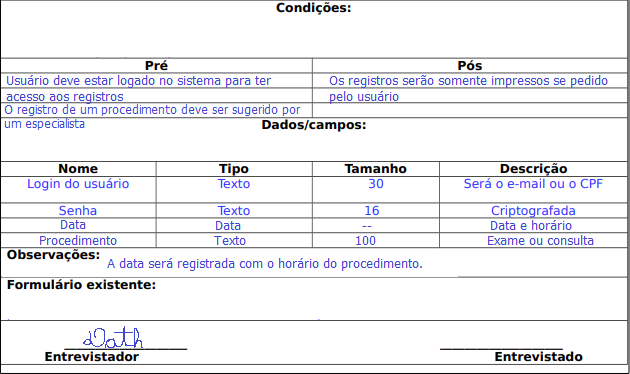 Condições:
Pré Pós
Usuário deve estar logado no sistema para ter Os registros serão somente impressos se pedido
acesso aos registros pelo usuário
O registro de um procedimento deve ser sugerido por
um especialista
Dados/campos:
Nome Tipo Tamanho Descrição
Login do usuário Texto 30 Será o e-mail ou o CPF
Senha Texto 16 Criptografada
Data Data -- Data e horário
Procedimento Texto 100 Exame ou consulta
Observações: A data será registrada com o horário do procedimento.
Formulário existente:
Entrevistador Entrevistado